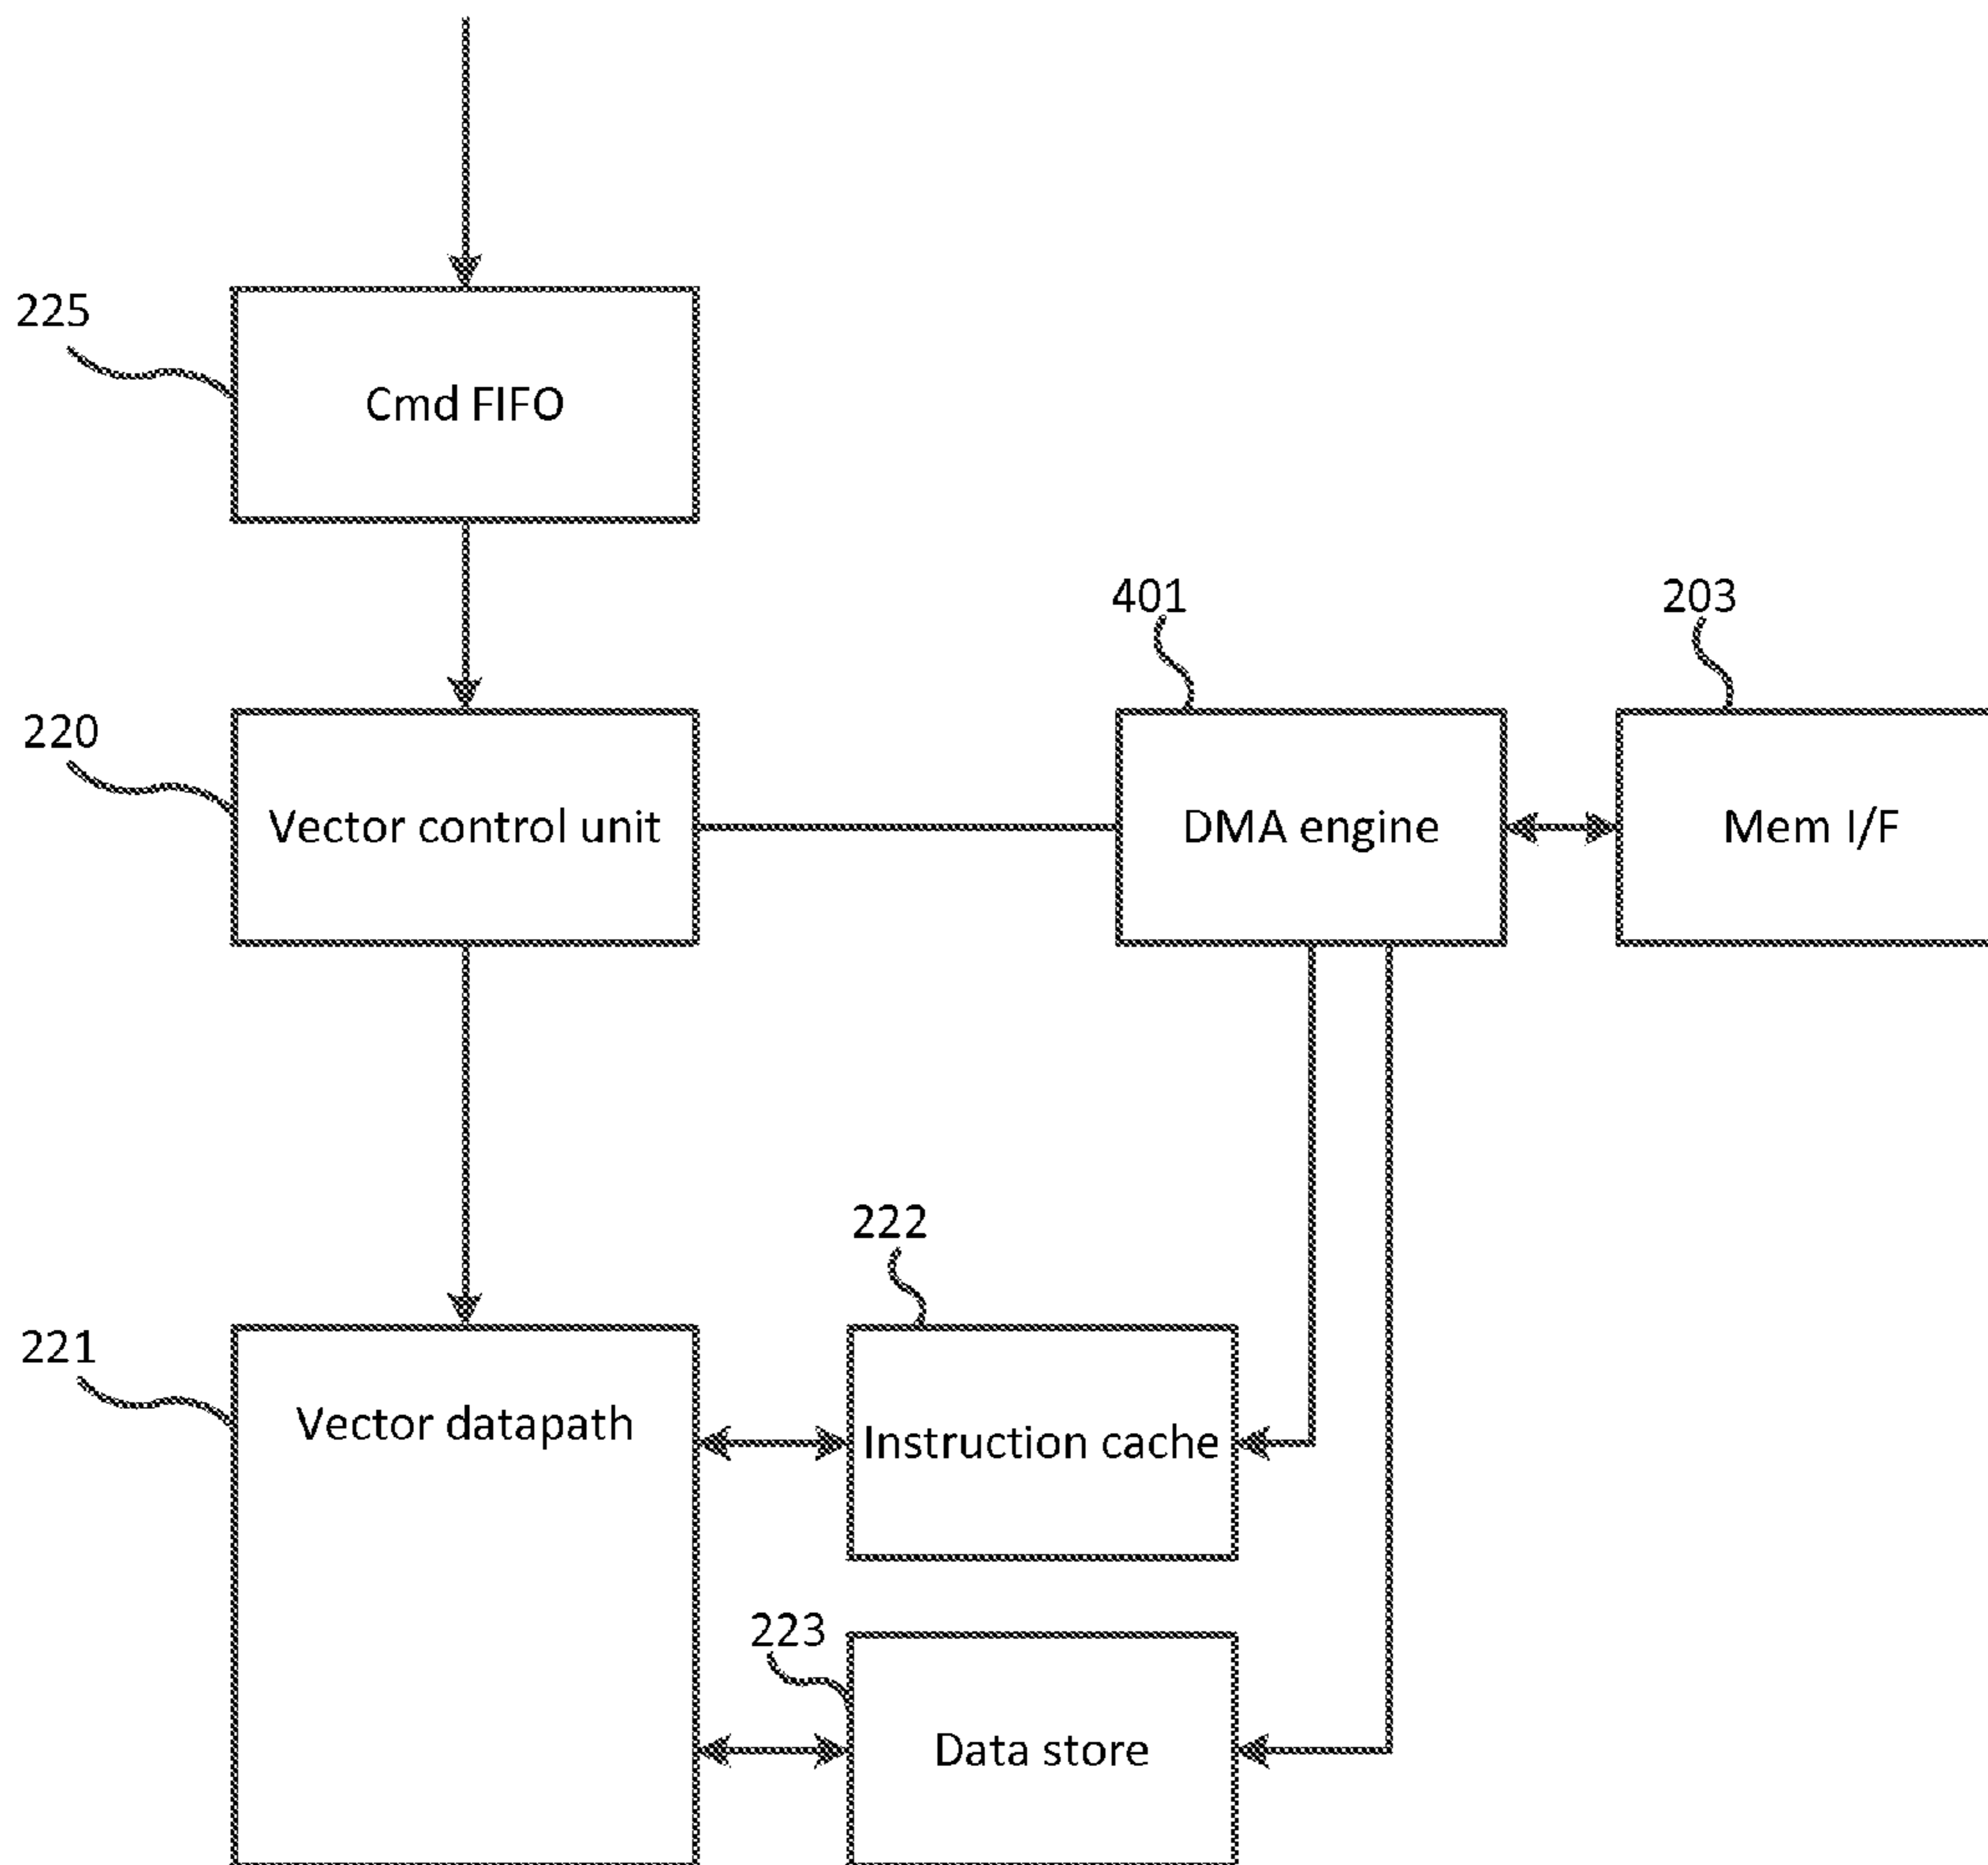 225
Cmd FIFO
401
203
220
Vector control unit
DMA engine
Mem I/F
222
221
Vector datapath
Instruction cache
223
Data store